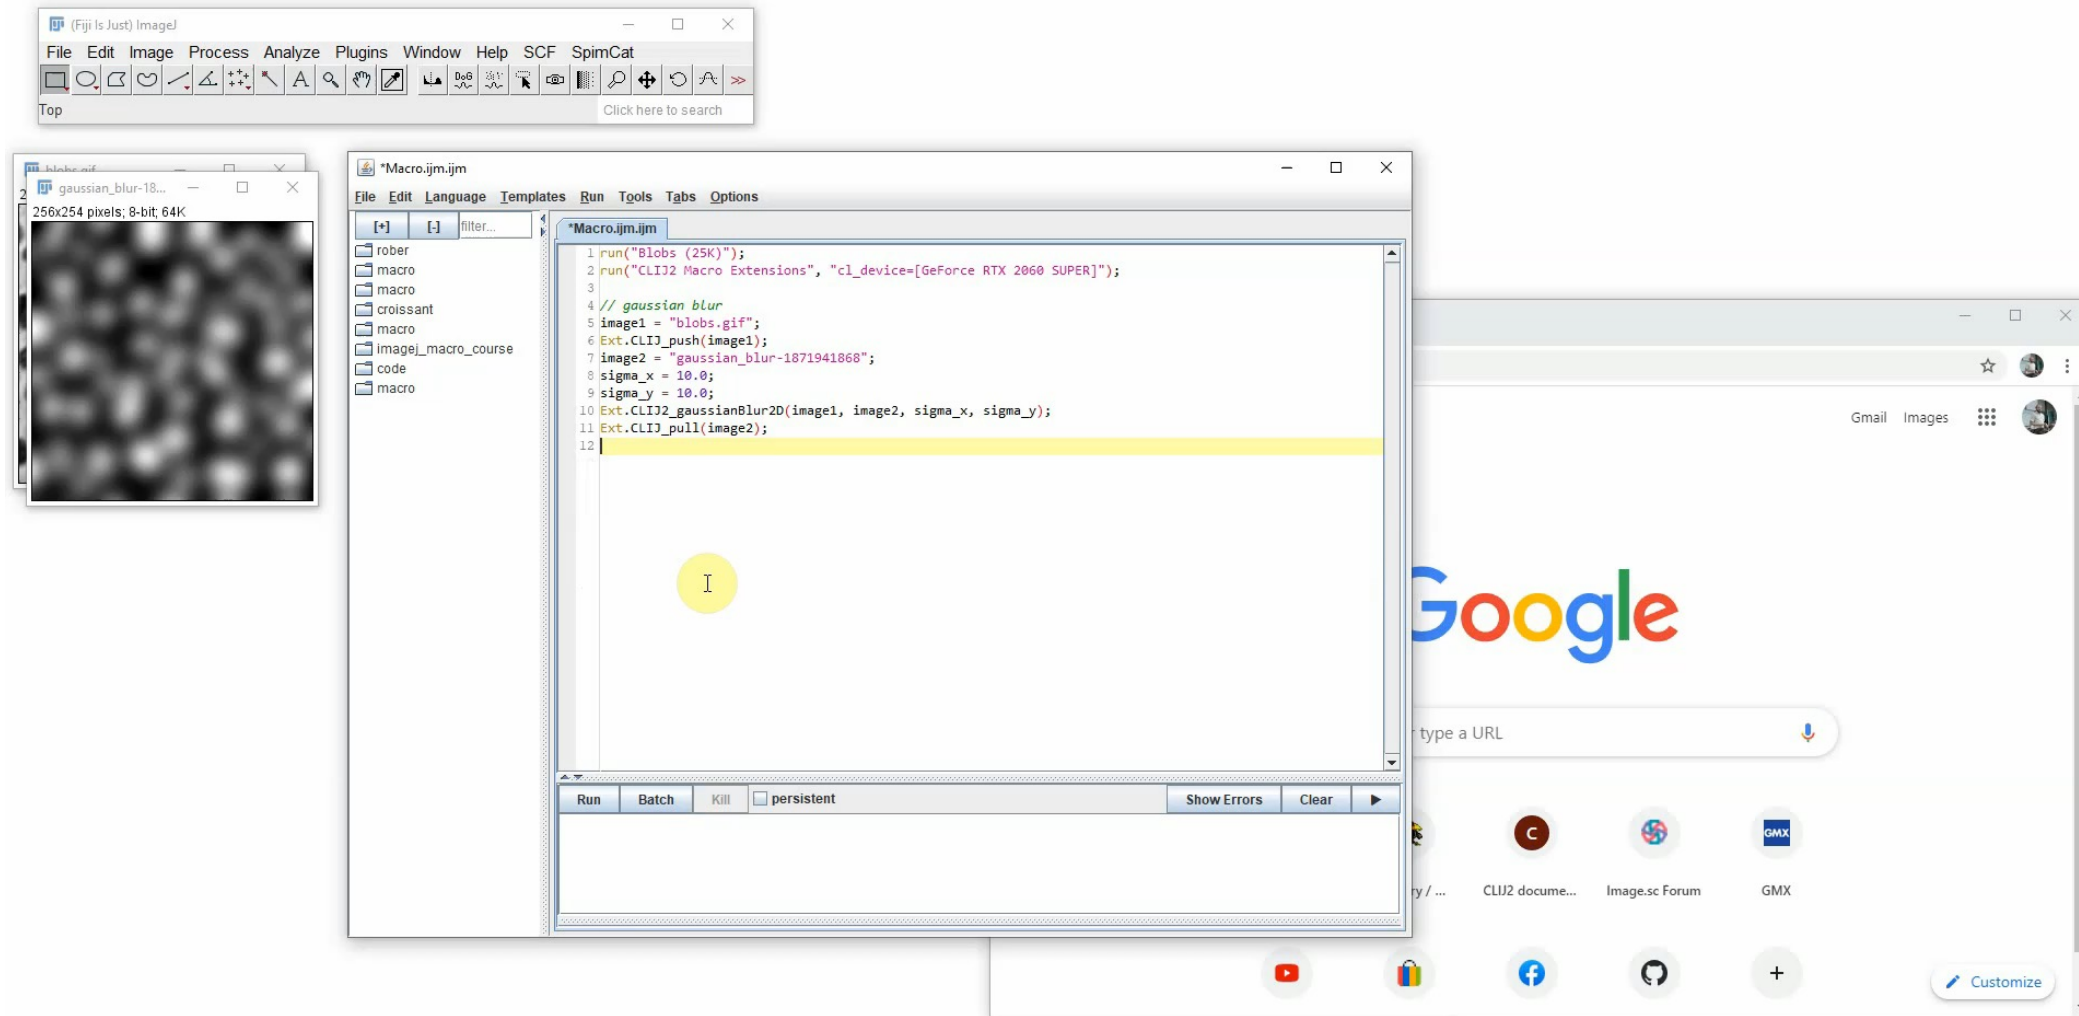 (Fiji Is Just) ImageJ
File Edit Image Process Analyze Plugins Window Help SCF SpimCat
A DoG >>
Top
Click here to search
blobs.gif
gaussian_blur-18...
256x254 pixels; 8-bit; 64K
*Macro.ijm.ijm
File Edit Language Templates Run Tools Tabs Options
[+] [-] filter...
rober
macro
macro
croissant
macro
imagej_macro_course
code
macro
*Macro.ijm.ijm
1 run("Blobs (25K)");
2 run("CLIJ2 Macro Extensions", "cl_device=[GeForce RTX 2060 SUPER]");
3
4 // gaussian blur
5 image1 = "blobs.gif";
6 Ext.CLIJ_push(image1);
7 image2 = "gaussian_blur-1871941868";
8 sigma_x = 10.0;
9 sigma_y = 10.0;
10 Ext.CLIJ2_gaussianBlur2D(image1, image2, sigma_x, sigma_y);
11 Ext.CLIJ_pull(image2);
12
Run Batch Kill persistent Show Errors Clear
Gmail Images
Google
type a URL
C GMX
ry / ... CLIJ2 docume... Image.sc Forum GMX
Customize